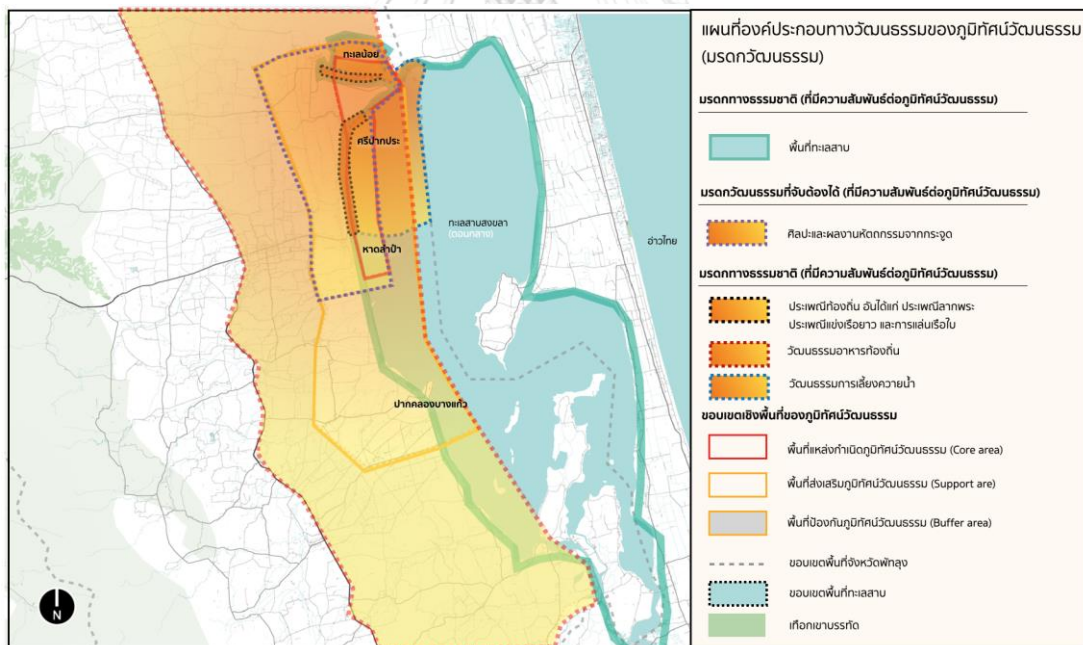 แผนที่องค์ประกอบทางวัฒนธรรมของภูมิทัศน์วัฒนธรรม
(มรดกวัฒนธรรม)
มรดกทางธรรมชาติ (ที่มีความสัมพันธ์ต่อภูมิทัศน์วัฒนธรรม)
พื้นที่ทะเลสาบ
มรดกวัฒนธรรมที่จับต้องได้ (ที่มีความสัมพันธ์ต่อภูมิทัศน์วัฒนธรรม)
ศิลปะและผลงานหัตถกรรมจากกระจูด
มรดกทางธรรมชาติ (ที่มีความสัมพันธ์ต่อภูมิทัศน์วัฒนธรรม)
ประเพณีท้องถิ่น อันได้แก่ ประเพณีลากพระ
ประเพณีแข่งเรือยาว และการแล่นเรือใบ
วัฒนธรรมอาหารท้องถิ่น
วัฒนธรรมการเลี้ยงควายน้ำ
ขอบเขตเชิงพื้นที่ของภูมิทัศน์วัฒนธรรม
พื้นที่แหล่งกำเนิดภูมิทัศน์วัฒนธรรม (Core area)
พื้นที่ส่งเสริมภูมิทัศน์วัฒนธรรม (Support are)
พื้นที่ป้องกันภูมิทัศน์วัฒนธรรม (Buffer area)
ขอบเขตพื้นที่จังหวัดพัทลุง
ขอบเขตพื้นที่ทะเลสาบ
เทือกเขาบรรทัด
ทะเลน้อย
ศรีปากประ
หาดลำปำ
ทะเลสาบสงขลา
(ตอนกลาง)
อ่าวไทย
ปากคลองบางแก้ว
N